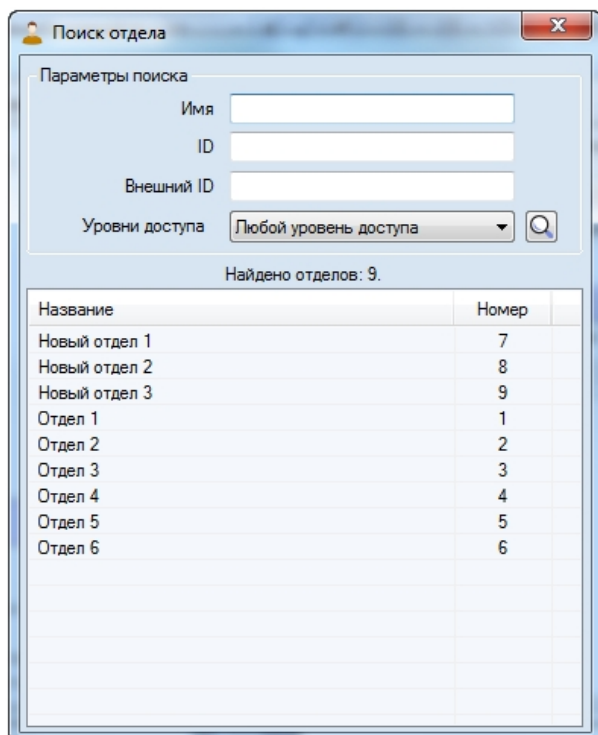 Поиск отдела
Параметры поиска
Имя
ID
Внешний ID
Уровни доступа Любой уровень доступа
Найдено отделов: 9.
Название Номер
Новый отдел 1 7
Новый отдел 2 8
Новый отдел 3 9
Отдел 1 1
Отдел 2 2
Отдел 3 3
Отдел 4 4
Отдел 5 5
Отдел 6 6